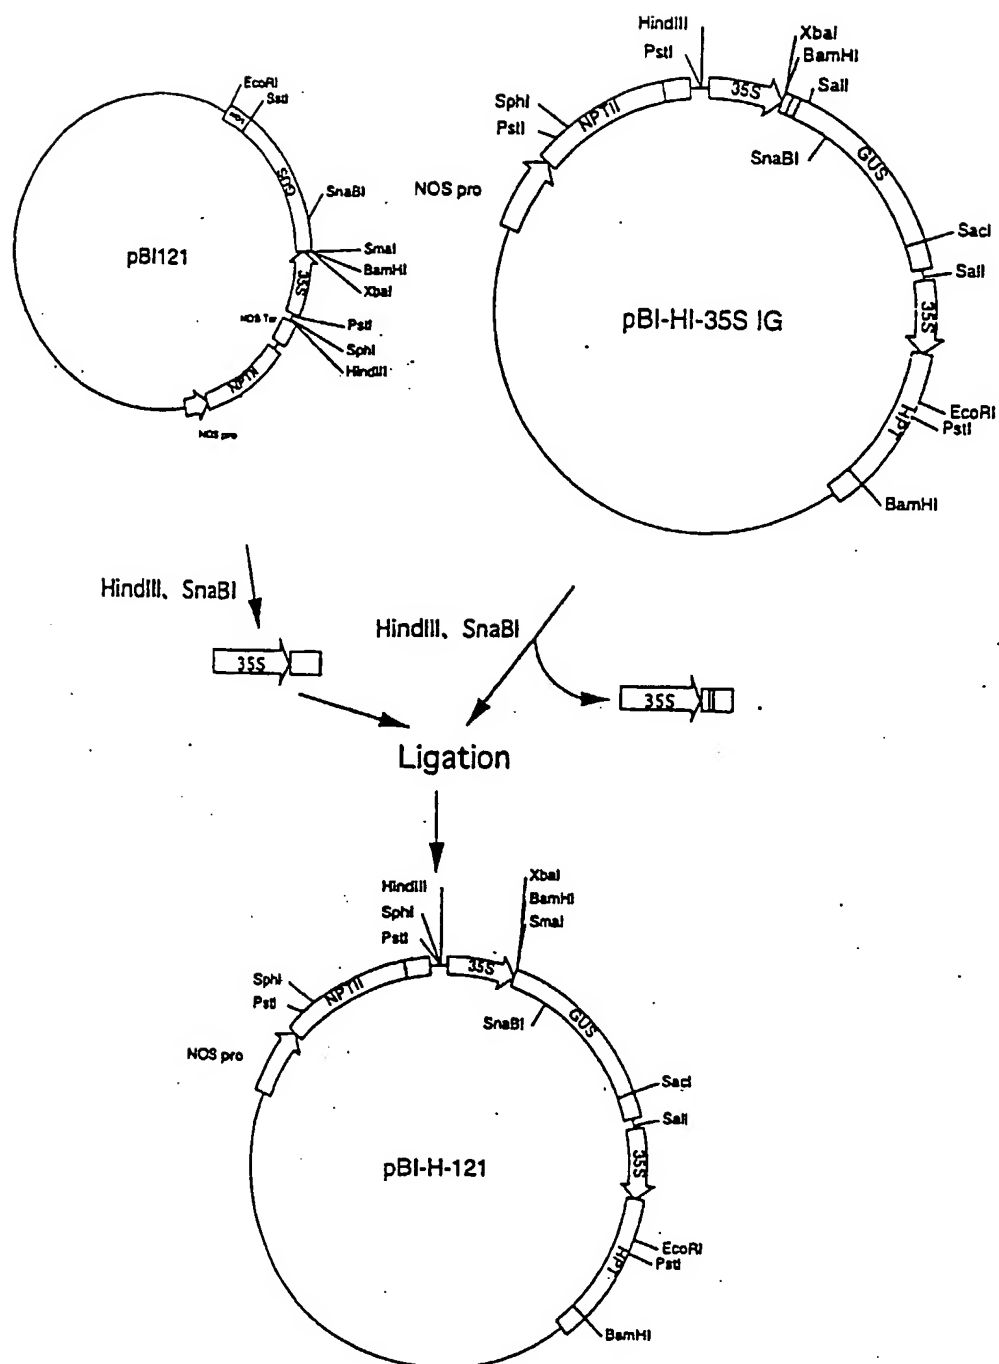 EcoRI
SstI
GUS
SnaBI
pBI121
SmaI
BamHI
XbaI
35S
NOS Ter
PstI
SphI
HindIII
NPTII
NOS pro
HindIII
PstI
XbaI
BamHI
SalI
35S
SphI
PstI
NPTII
SnaBI
GUS
NOS pro
SacI
SalI
pBI-HI-35S IG
35S
EcoRI
PstI
HPT
BamHI
HindIII、SnaBI
35S
HindIII、SnaBI
35S
Ligation
HindIII
SphI
PstI
XbaI
BamHI
SmaI
35S
SphI
PstI
NPTII
SnaBI
GUS
NOS pro
SacI
SalI
pBI-H-121
35S
EcoRI
PstI
HPT
BamHI